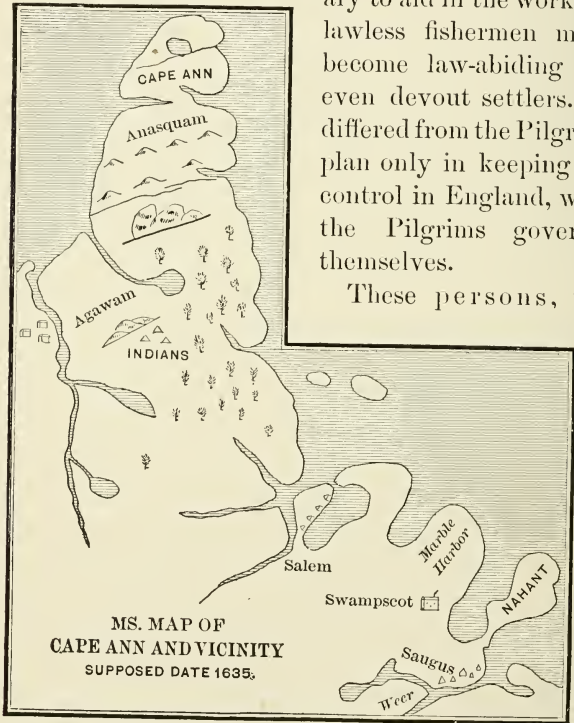 ary to aid in the work
lawless fishermen m
become law-abiding
even devout settlers.
differed from the Pilgr
plan only in keeping
control in England, w
the Pilgrims gover
themselves.
These persons,
CAPE ANN
Anasquam
Agawam
INDIANS
Salem
Marble
Harbor
Swampscot
NAHANT
Saugus
Weer
MS. MAP OF
CAPE ANN AND VICINITY
SUPPOSED DATE 1635.